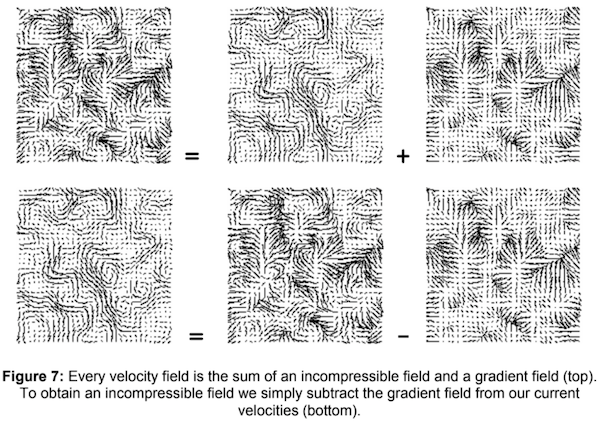 = +
= -
Figure 7: Every velocity field is the sum of an incompressible field and a gradient field (top).
To obtain an incompressible field we simply subtract the gradient field from our current
velocities (bottom).